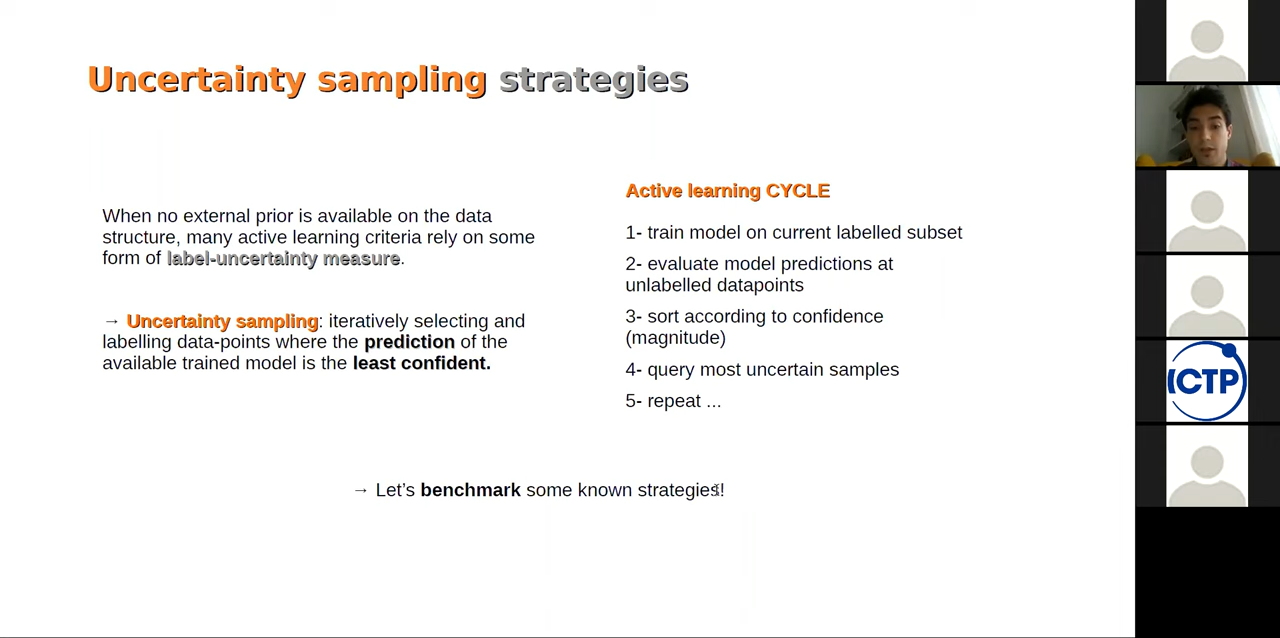 Uncertainty sampling strategies
When no external prior is available on the data
structure, many active learning criteria rely on some
form of label-uncertainty measure.
→ Uncertainty sampling: iteratively selecting and
labelling data-points where the prediction of the
available trained model is the least confident.
Active learning CYCLE
1- train model on current labelled subset
2- evaluate model predictions at
unlabelled datapoints
3- sort according to confidence
(magnitude)
4- query most uncertain samples
5- repeat ...
→ Let's benchmark some known strategies!
ICTP